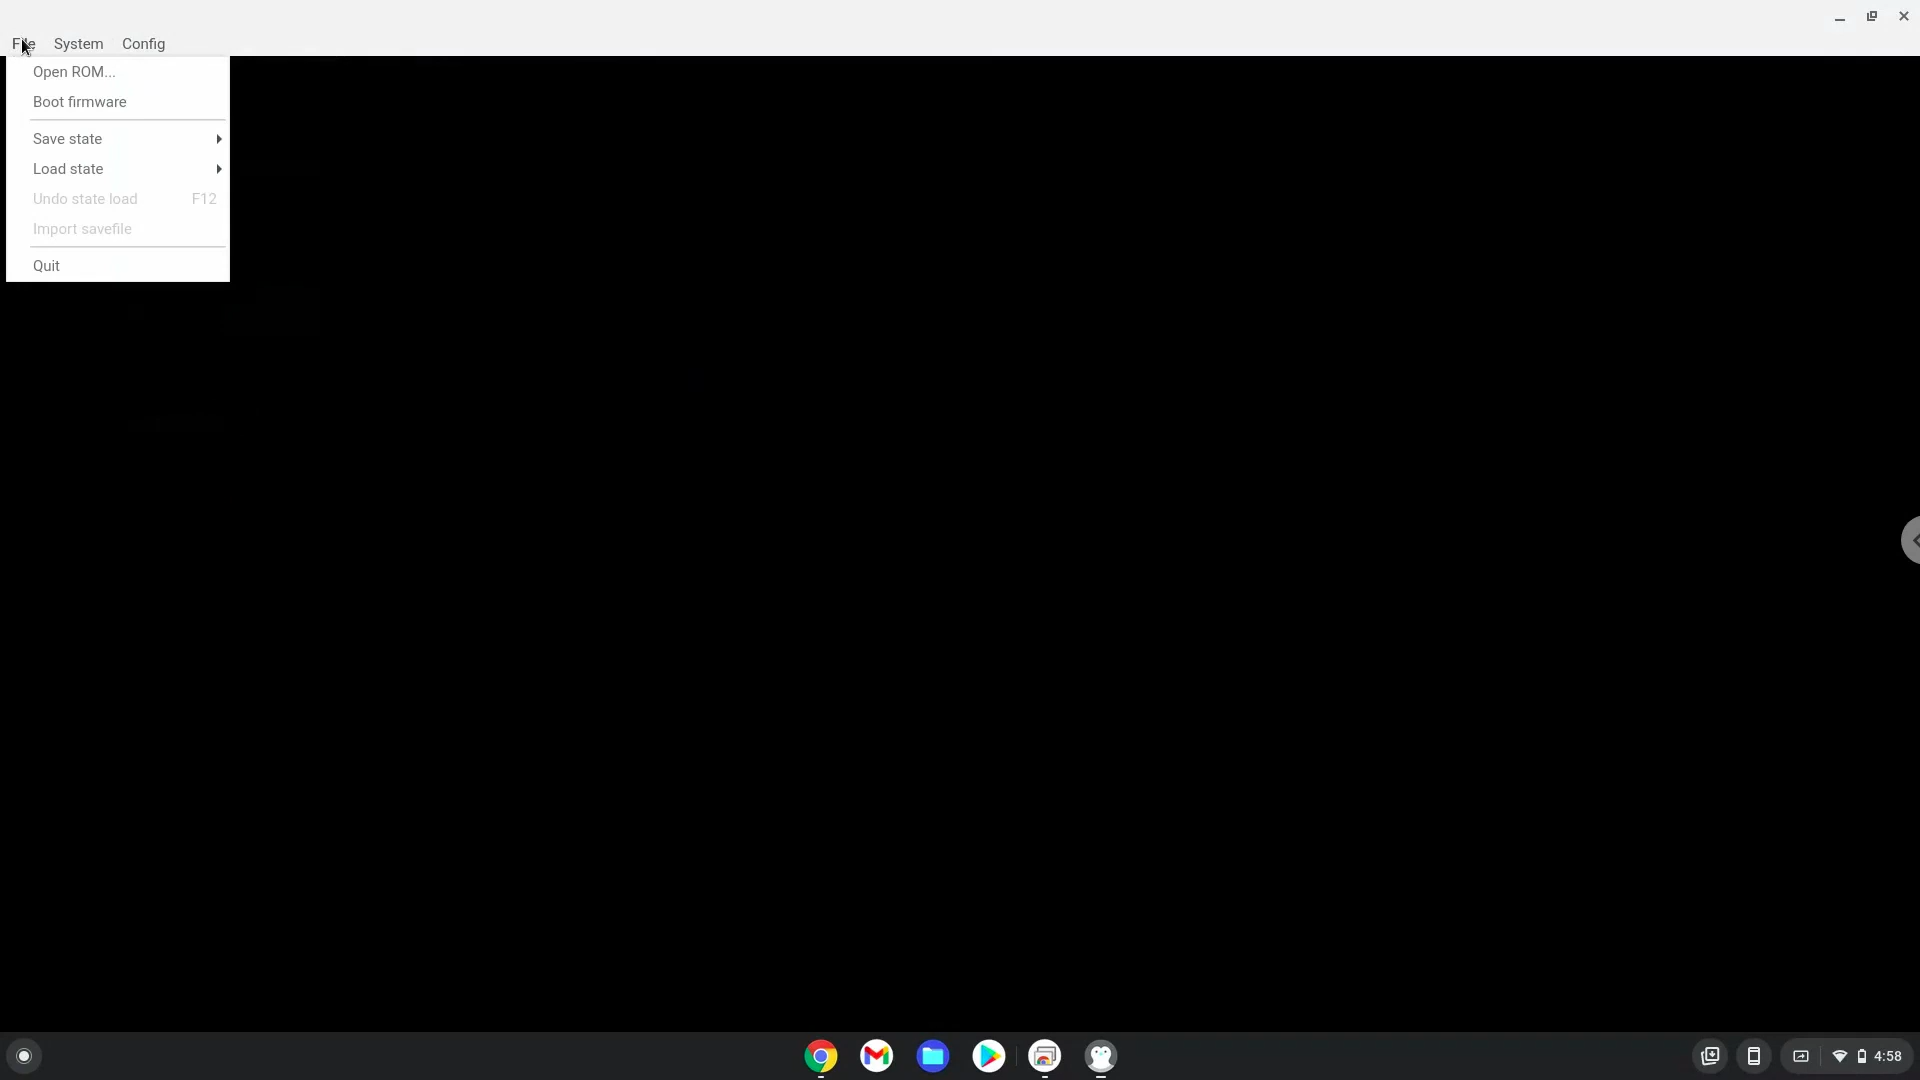 File System Config
Open ROM...
Boot firmware
Save state
Load state
Undo state load F12
Import savefile
Quit
4:58